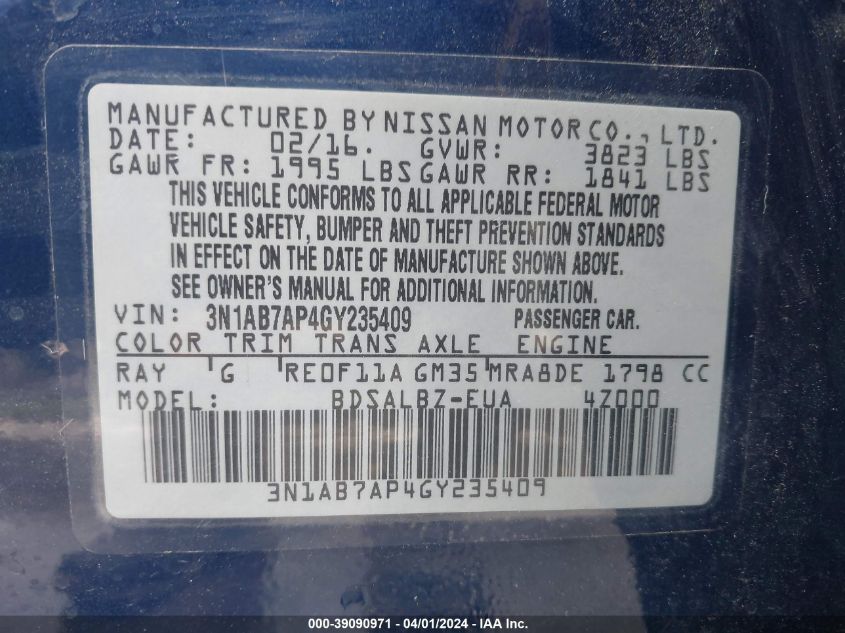 MANUFACTURED BY NISSAN MOTOR CO., LTD.
DATE: 02/16. GVWR: 3823 LBS
GAWR FR: 1995 LBS GAWR RR: 1841 LBS
THIS VEHICLE CONFORMS TO ALL APPLICABLE FEDERAL MOTOR
VEHICLE SAFETY, BUMPER AND THEFT PREVENTION STANDARDS
IN EFFECT ON THE DATE OF MANUFACTURE SHOWN ABOVE.
SEE OWNER'S MANUAL FOR ADDITIONAL INFORMATION.
VIN: 3N1AB7AP4GY235409 PASSENGER CAR.
COLOR TRIM TRANS AXLE ENGINE
RAY G RE0F11A GM35 MRA8DE 1798 CC
MODEL: BDSALBZ-EUA 4Z000
3N1AB7AP4GY235409
000-39090971 - 04/01/2024 - IAA Inc.